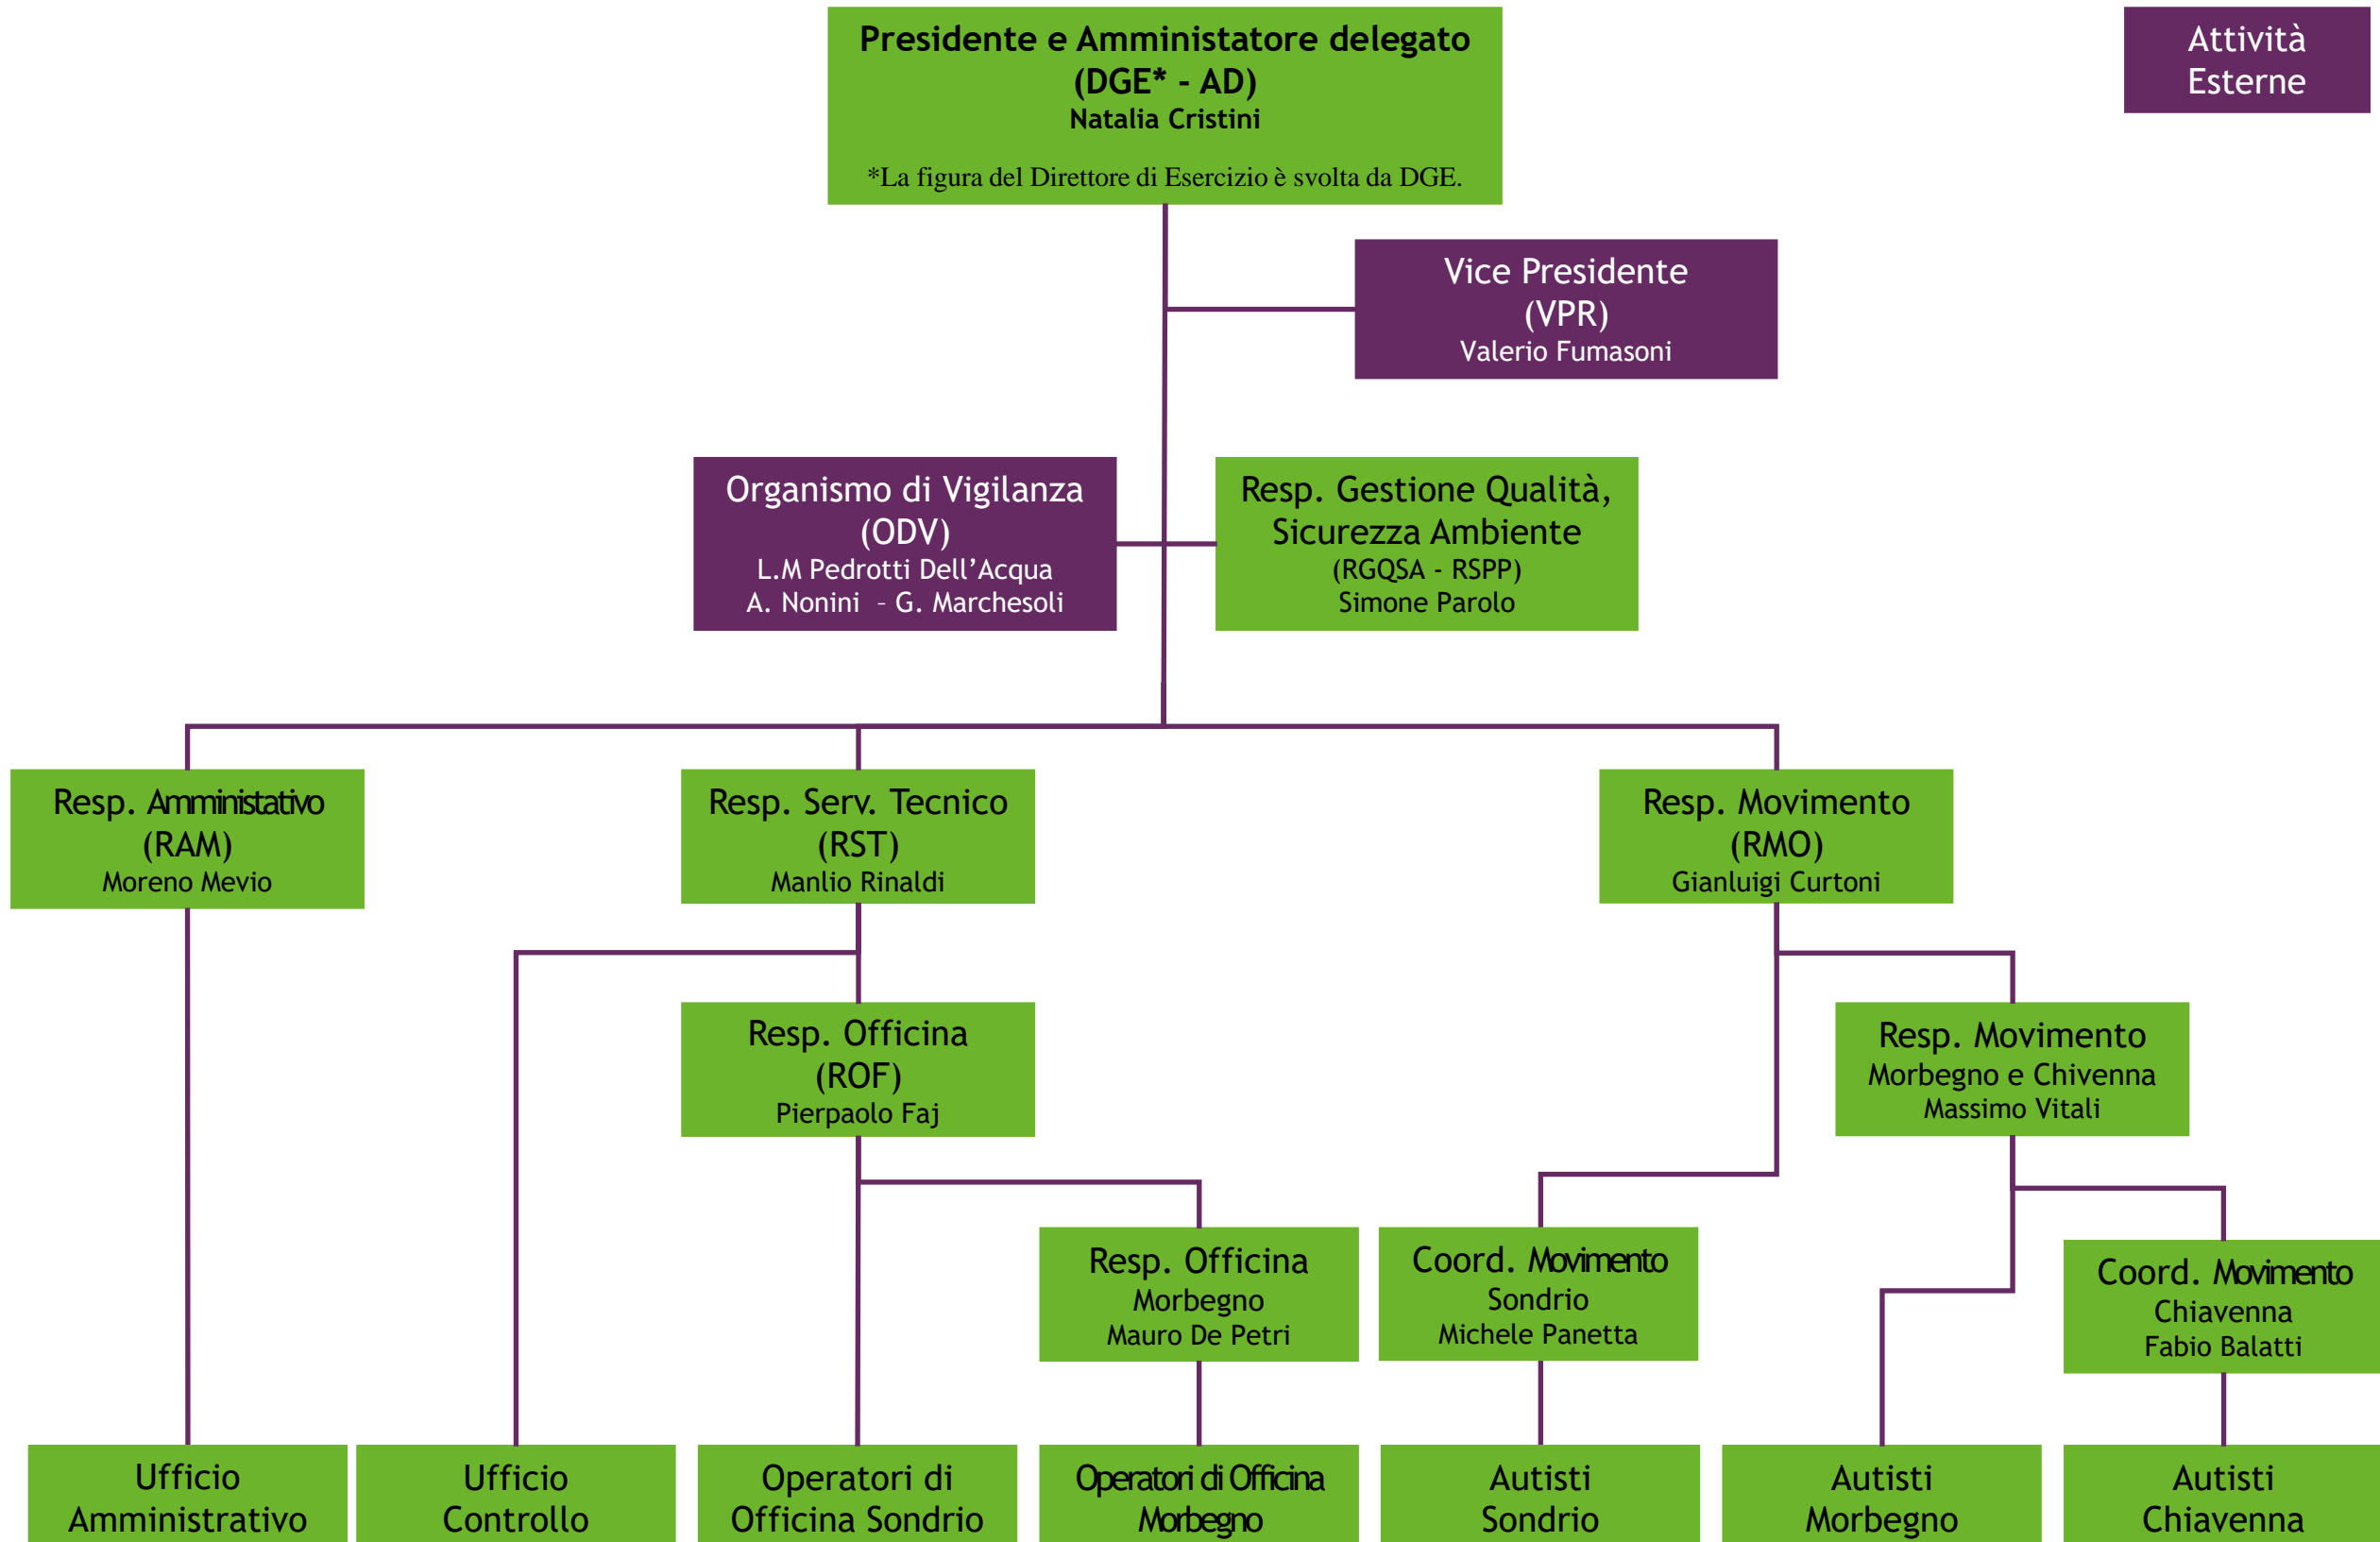 Presidente e Amministatore delegato
(DGE* - AD)
Natalia Cristini
*La figura del Direttore di Esercizio è svolta da DGE.
Attività
Esterne
Vice Presidente
(VPR)
Valerio Fumasoni
Organismo di Vigilanza
(ODV)
L.M Pedrotti Dell’Acqua
A. Nonini – G. Marchesoli
Resp. Gestione Qualità,
Sicurezza Ambiente
(RGQSA - RSPP)
Simone Parolo
Resp. Amministativo
(RAM)
Moreno Mevio
Resp. Serv. Tecnico
(RST)
Manlio Rinaldi
Resp. Movimento
(RMO)
Gianluigi Curtoni
Resp. Officina
(ROF)
Pierpaolo Faj
Resp. Movimento
Morbegno e Chivenna
Massimo Vitali
Resp. Officina
Morbegno
Mauro De Petri
Coord. Movimento
Sondrio
Michele Panetta
Coord. Movimento
Chiavenna
Fabio Balatti
Ufficio
Amministrativo
Ufficio
Controllo
Operatori di
Officina Sondrio
Operatori di Officina
Morbegno
Autisti
Sondrio
Autisti
Morbegno
Autisti
Chiavenna